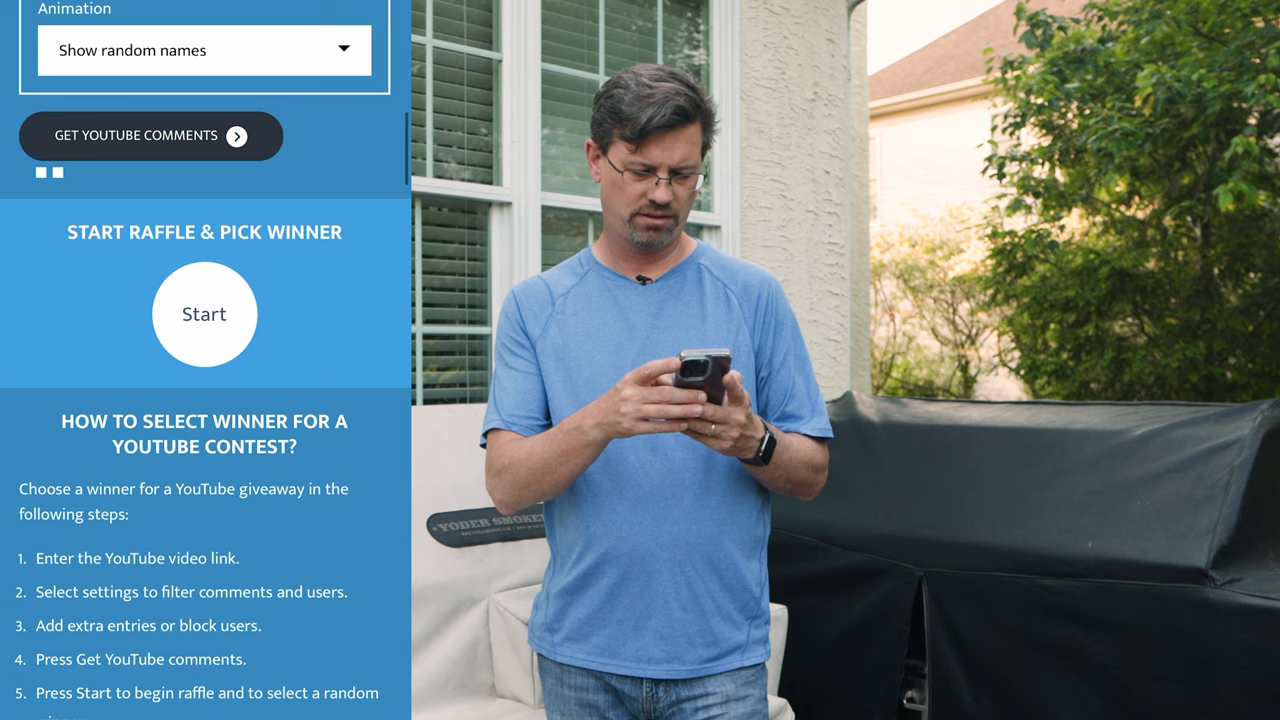 Animation
Show random names
GET YOUTUBE COMMENTS
START RAFFLE & PICK WINNER
Start
HOW TO SELECT WINNER FOR A
YOUTUBE CONTEST?
Choose a winner for a YouTube giveaway in the
following steps:
1. Enter the YouTube video link.
2. Select settings to filter comments and users.
3. Add extra entries or block users.
4. Press Get YouTube comments.
5. Press Start to begin raffle and to select a random
YODER SMOKE